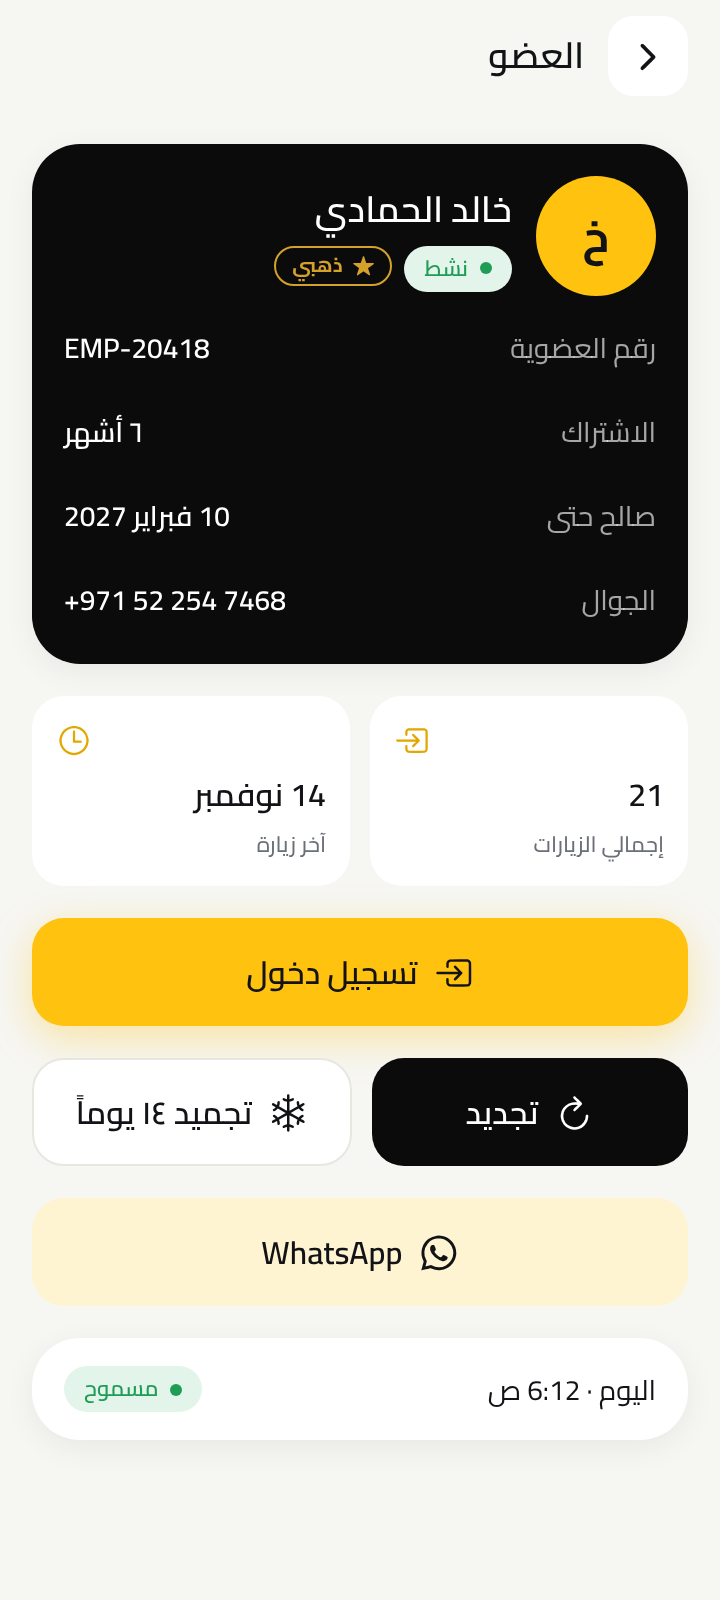 العضو
خ
خالد الحمادي
نشط
ذهبي
رقم العضوية
EMP-20418
الاشتراك
٦ أشهر
صالح حتى
10 فبراير 2027
الجوال
+971 52 254 7468
21
إجمالي الزيارات
14 نوفمبر
آخر زيارة
تسجيل دخول
تجديد
تجميد ١٤ يوماً
WhatsApp
اليوم · 6:12 ص
مسموح